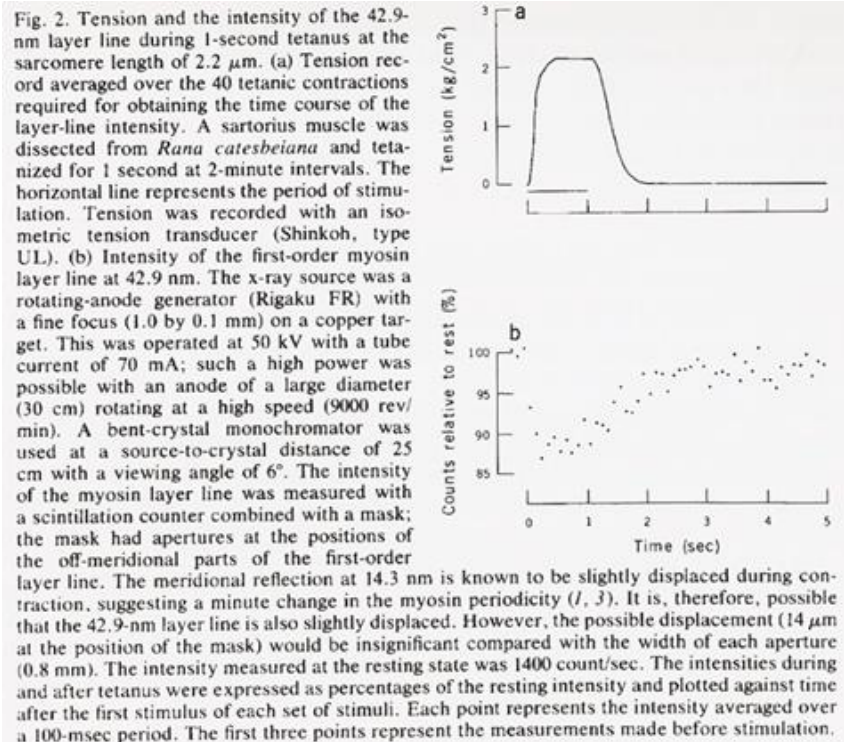 Fig. 2. Tension and the intensity of the 42.9-
nm layer line during 1-second tetanus at the
sarcomere length of 2.2 μm. (a) Tension rec-
ord averaged over the 40 tetanic contractions
required for obtaining the time course of the
layer-line intensity. A sartorius muscle was
dissected from Rana catesbeiana and teta-
nized for 1 second at 2-minute intervals. The
horizontal line represents the period of stimu-
lation. Tension was recorded with an iso-
metric tension transducer (Shinkoh, type
UL). (b) Intensity of the first-order myosin
layer line at 42.9 nm. The x-ray source was a
rotating-anode generator (Rigaku FR) with
a fine focus (1.0 by 0.1 mm) on a copper tar-
get. This was operated at 50 kV with a tube
current of 70 mA; such a high power was
possible with an anode of a large diameter
(30 cm) rotating at a high speed (9000 rev/
min). A bent-crystal monochromator was
used at a source-to-crystal distance of 25
cm with a viewing angle of 6°. The intensity
of the myosin layer line was measured with
a scintillation counter combined with a mask;
the mask had apertures at the positions of
the off-meridional parts of the first-order
layer line. The meridional reflection at 14.3 nm is known to be slightly displaced during con-
traction, suggesting a minute change in the myosin periodicity (1, 3). It is, therefore, possible
that the 42.9-nm layer line is also slightly displaced. However, the possible displacement (14 μm
at the position of the mask) would be insignificant compared with the width of each aperture
(0.8 mm). The intensity measured at the resting state was 1400 count/sec. The intensities during
and after tetanus were expressed as percentages of the resting intensity and plotted against time
after the first stimulus of each set of stimuli. Each point represents the intensity averaged over
a 100-msec period. The first three points represent the measurements made before stimulation.
a
Tension (kg/cm²)
3
2
1
0
b
Counts relative to rest (%)
100
95
90
85
0 1 2 3 4 5
Time (sec)